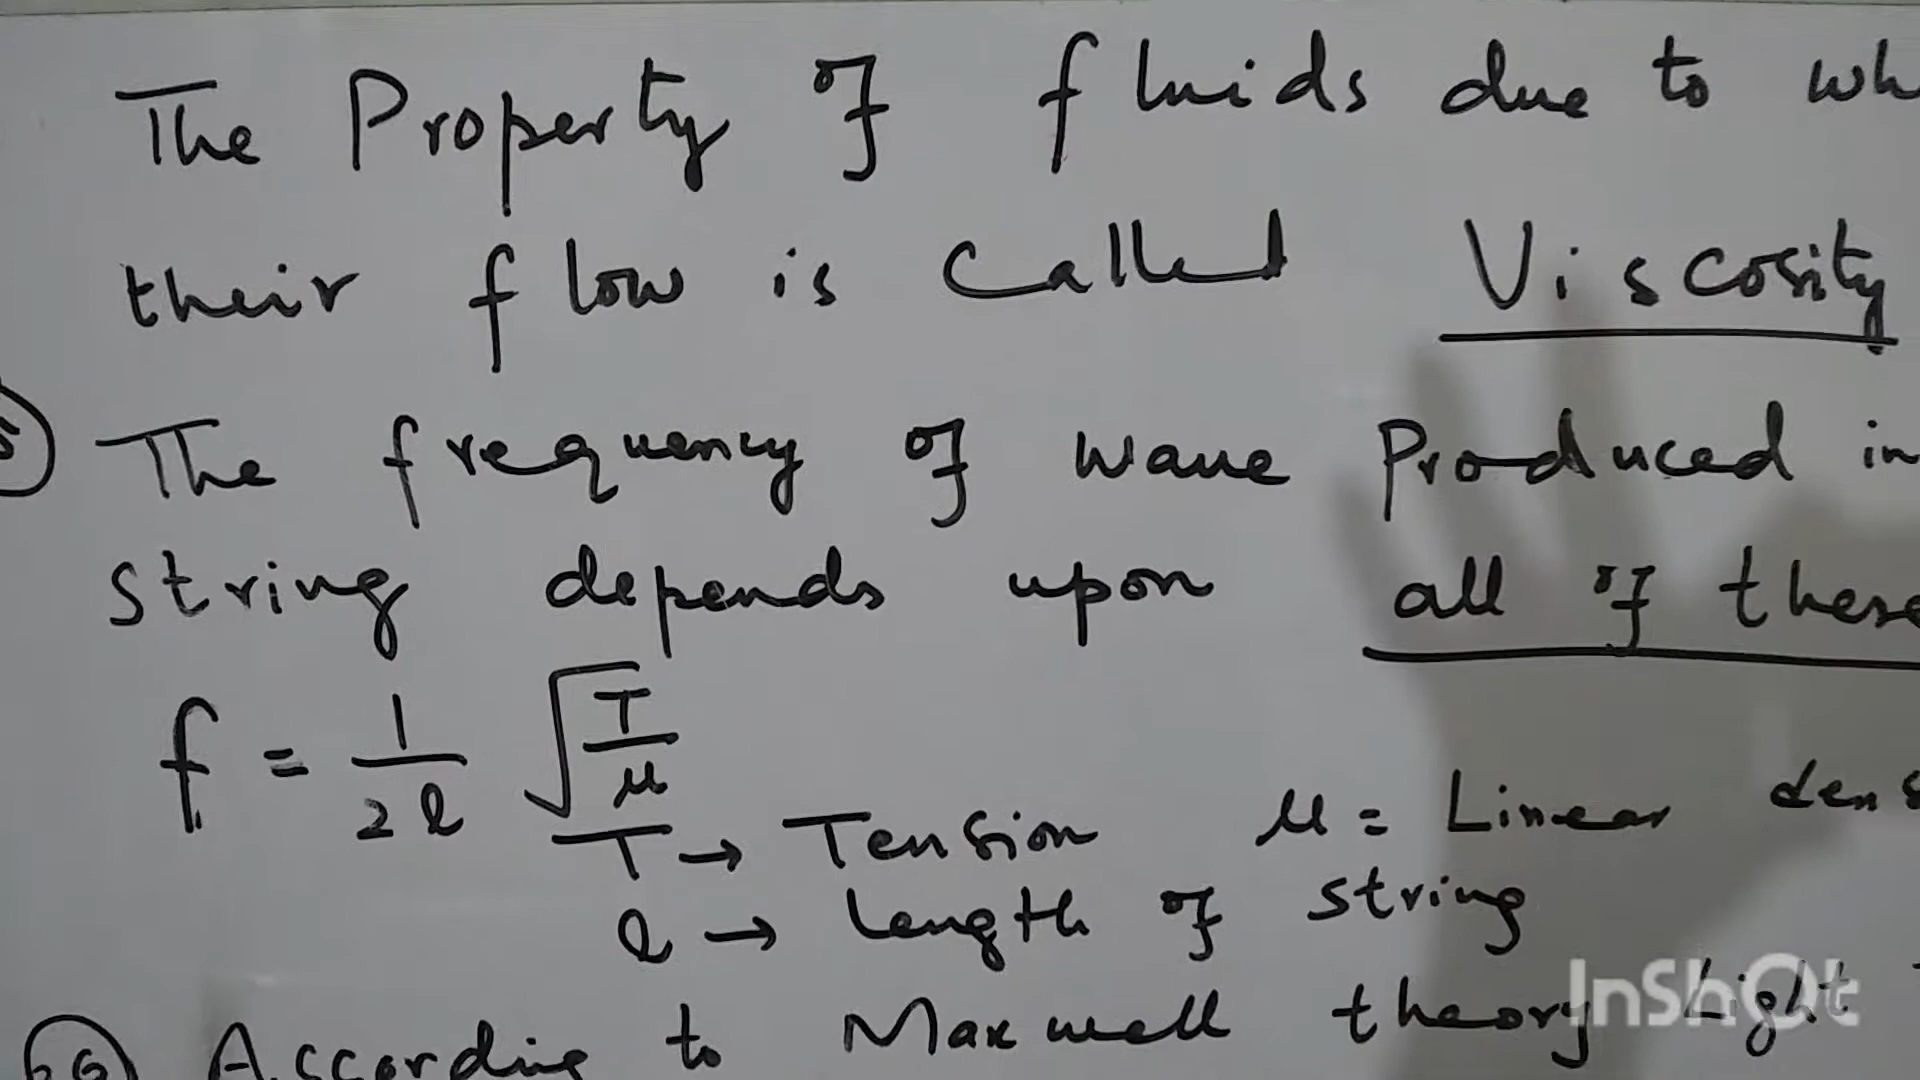 The Property of fluids due to wh
their flow is called Viscosity
The frequency of wave Produced in
string depends upon all of these
f = 1/2l √T/μ
T → Tension μ = Linear dens
l → length of string
According to Maxwell theory Light
InShOt